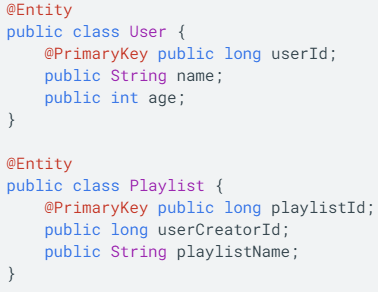 @Entity
public class User {
    @PrimaryKey public long userId;
    public String name;
    public int age;
}

@Entity
public class Playlist {
    @PrimaryKey public long playlistId;
    public long userCreatorId;
    public String playlistName;
}